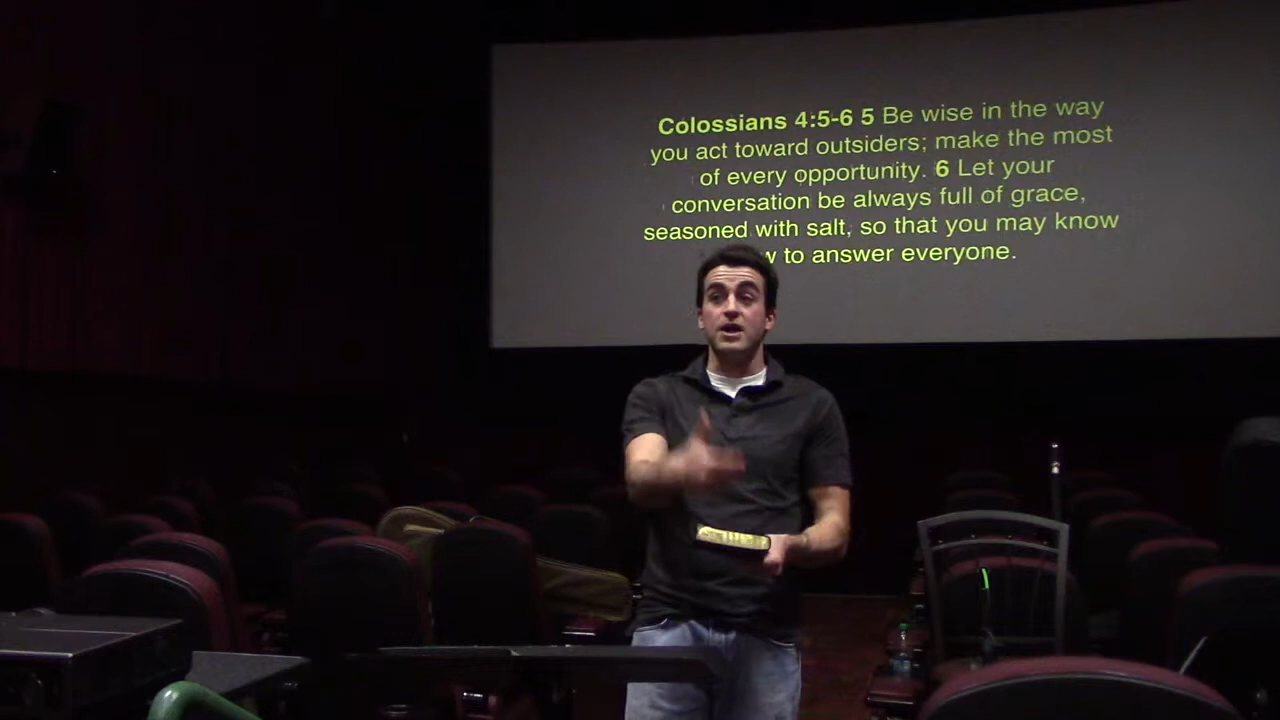 Colossians 4:5-6 5 Be wise in the way
you act toward outsiders; make the most
of every opportunity. 6 Let your
conversation be always full of grace,
seasoned with salt, so that you may know
to answer everyone.